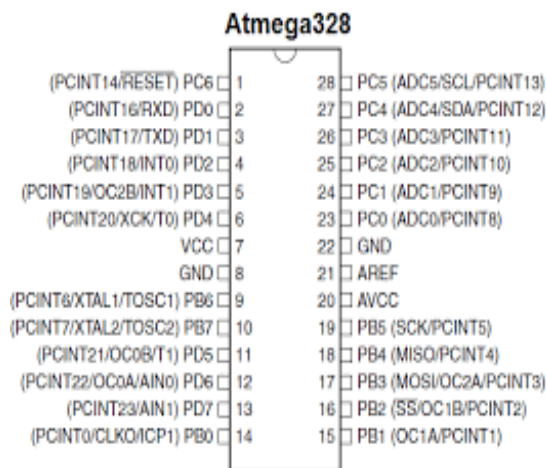 Atmega328
(PCINT14/RESET) PC6 1 28 PC5 (ADC5/SCL/PCINT13)
(PCINT16/RXD) PD0 2 27 PC4 (ADC4/SDA/PCINT12)
(PCINT17/TXD) PD1 3 26 PC3 (ADC3/PCINT11)
(PCINT18/INT0) PD2 4 25 PC2 (ADC2/PCINT10)
(PCINT19/OC2B/INT1) PD3 5 24 PC1 (ADC1/PCINT9)
(PCINT20/XCK/T0) PD4 6 23 PC0 (ADC0/PCINT8)
VCC 7 22 GND
GND 8 21 AREF
(PCINT6/XTAL1/TOSC1) PB6 9 20 AVCC
(PCINT7/XTAL2/TOSC2) PB7 10 19 PB5 (SCK/PCINT5)
(PCINT21/OC0B/T1) PD5 11 18 PB4 (MISO/PCINT4)
(PCINT22/OC0A/AIN0) PD6 12 17 PB3 (MOSI/OC2A/PCINT3)
(PCINT23/AIN1) PD7 13 16 PB2 (SS/OC1B/PCINT2)
(PCINT0/CLKO/ICP1) PB0 14 15 PB1 (OC1A/PCINT1)